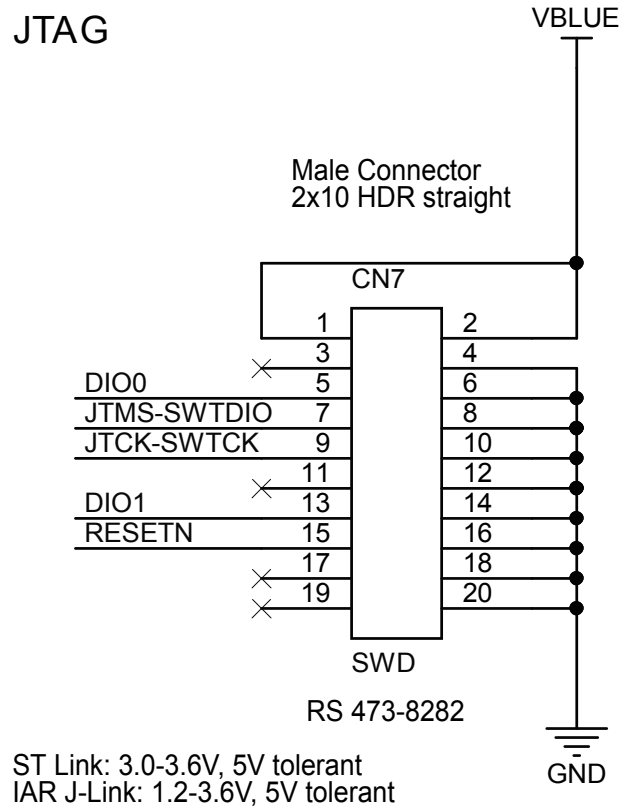 JTAG
VBLUE
Male Connector
2x10 HDR straight
CN7
1 2
3 4
DIO0 5 6
JTMS-SWTDIO 7 8
JTCK-SWTCK 9 10
11 12
DIO1 13 14
RESETN 15 16
17 18
19 20
SWD
RS 473-8282
GND
ST Link: 3.0-3.6V, 5V tolerant
IAR J-Link: 1.2-3.6V, 5V tolerant